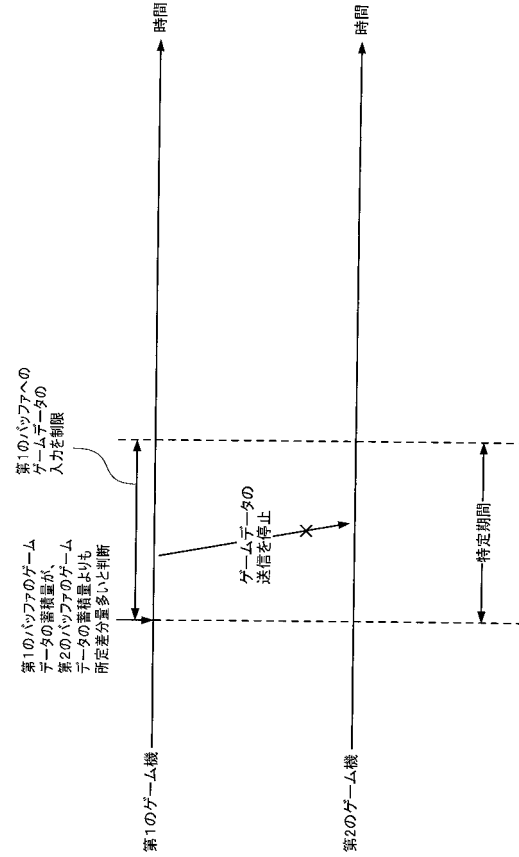 第1のバッファのゲーム
データの蓄積量が、
第2のバッファのゲーム
データの蓄積量よりも
所定差分量多いと判断
第1のバッファへの
ゲームデータの
入力を制限
第1のゲーム機
時間
ゲームデータの
送信を停止
第2のゲーム機
時間
特定期間